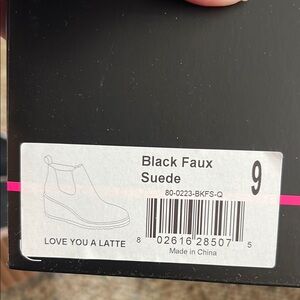 Black Faux
Suede
9
80-0223-BKFS-Q
LOVE YOU A LATTE
8 02616 28507 5
Made in China